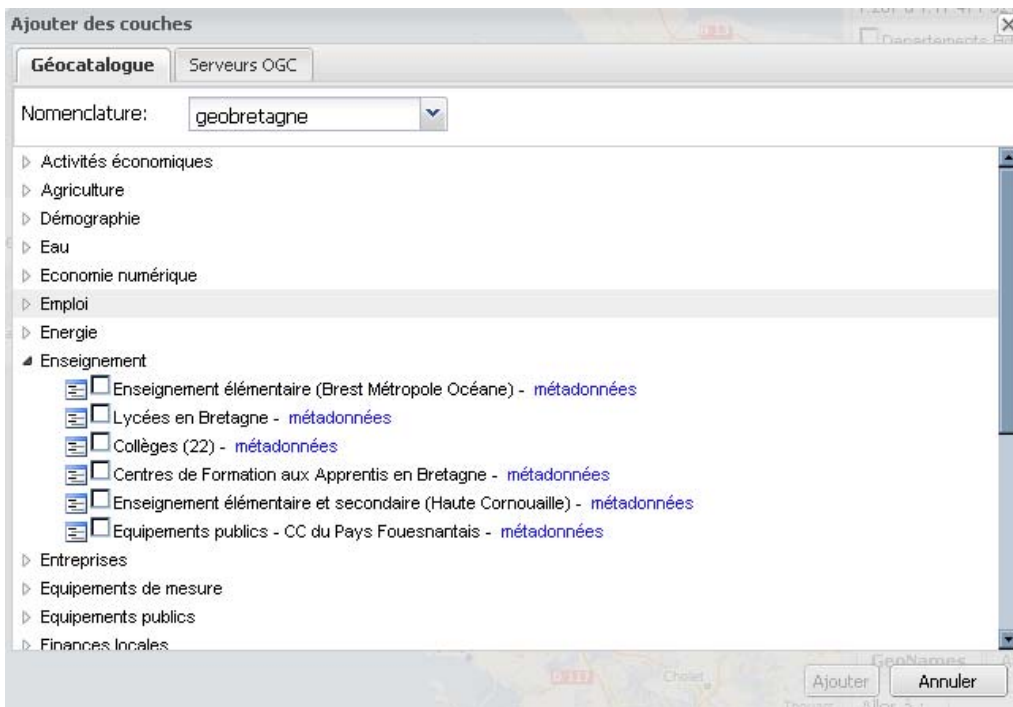 Ajouter des couches
Géocatalogue Serveurs OGC
Nomenclature: geobretagne
Activités économiques
Agriculture
Démographie
Eau
Economie numérique
Emploi
Energie
Enseignement
Enseignement élémentaire (Brest Métropole Océane) - métadonnées
Lycées en Bretagne - métadonnées
Collèges (22) - métadonnées
Centres de Formation aux Apprentis en Bretagne - métadonnées
Enseignement élémentaire et secondaire (Haute Cornouaille) - métadonnées
Equipements publics - CC du Pays Fouesnantais - métadonnées
Entreprises
Equipements de mesure
Equipements publics
Finances locales
GeoNames
Cholet
Ajouter Annuler